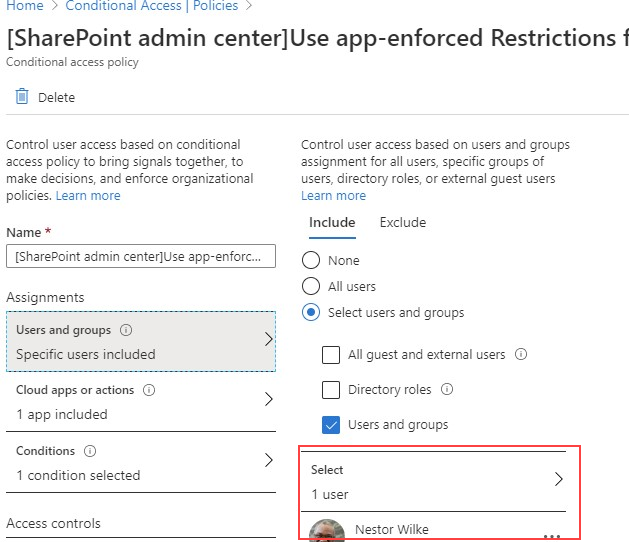 Home > Conditional Access | Policies >
[SharePoint admin center]Use app-enforced Restrictions f
Conditional access policy
Delete
Control user access based on conditional
access policy to bring signals together, to
make decisions, and enforce organizational
policies. Learn more
Name *
[SharePoint admin center]Use app-enforc...
Assignments
Users and groups
Specific users included
Cloud apps or actions
1 app included
Conditions
1 condition selected
Access controls
Control user access based on users and groups
assignment for all users, specific groups of
users, directory roles, or external guest users
Learn more
Include Exclude
None
All users
Select users and groups
All guest and external users
Directory roles
Users and groups
Select
1 user
Nestor Wilke